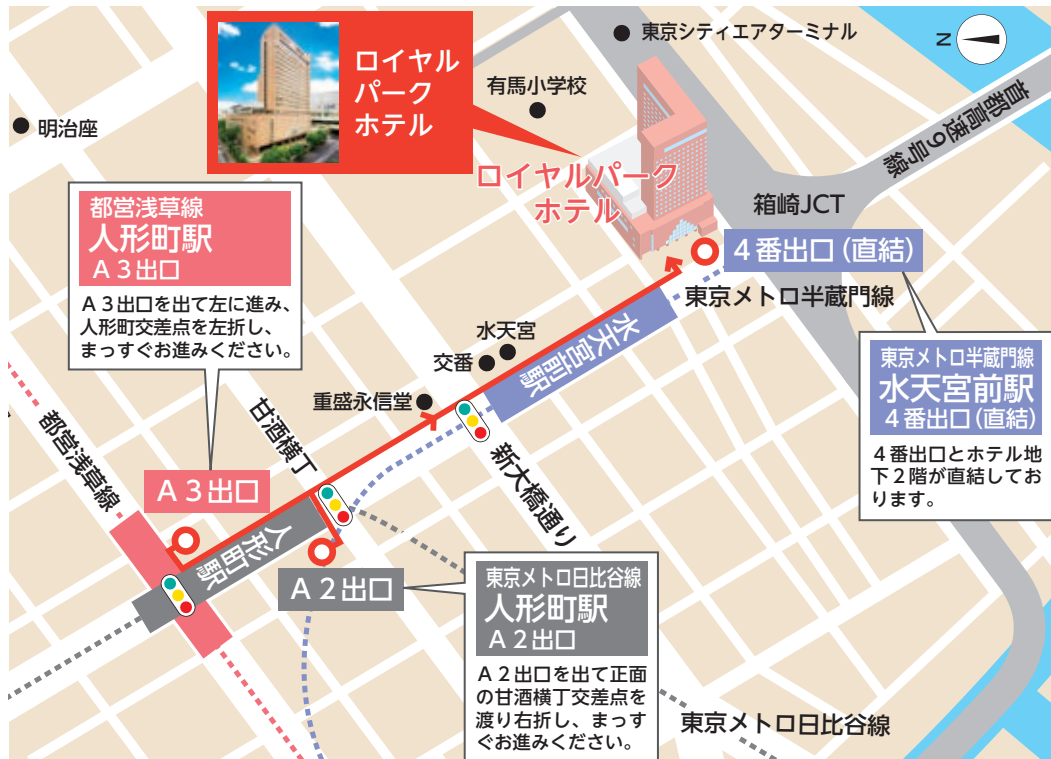 ロイヤル
パーク
ホテル
東京シティエアターミナル
N
有馬小学校
明治座
首都高速9号線
ロイヤルパーク
ホテル
箱崎JCT
都営浅草線
人形町駅
A3出口
A3出口を出て左に進み、
人形町交差点を左折し、
まっすぐお進みください。
4番出口(直結)
東京メトロ半蔵門線
水天宮前駅
水天宮
交番
重盛永信堂
東京メトロ半蔵門線
水天宮前駅
4番出口(直結)
4番出口とホテル地
下2階が直結してお
ります。
都営浅草線
甘酒横丁
新大橋通り
A3出口
人形町駅
A2出口
東京メトロ日比谷線
人形町駅
A2出口
A2出口を出て正面
の甘酒横丁交差点を
渡り右折し、まっす
ぐお進みください。
東京メトロ日比谷線